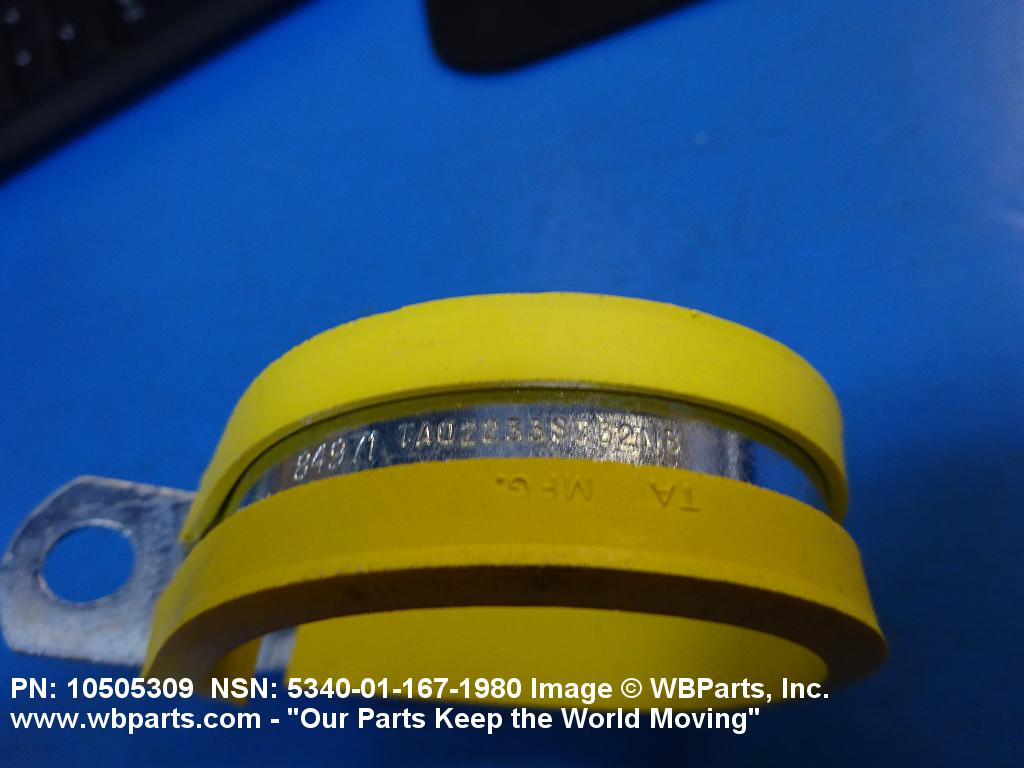 84971 TA02233S362NB
TA MFG.
PN: 10505309 NSN: 5340-01-167-1980 Image © WBParts, Inc.
www.wbparts.com - "Our Parts Keep the World Moving"